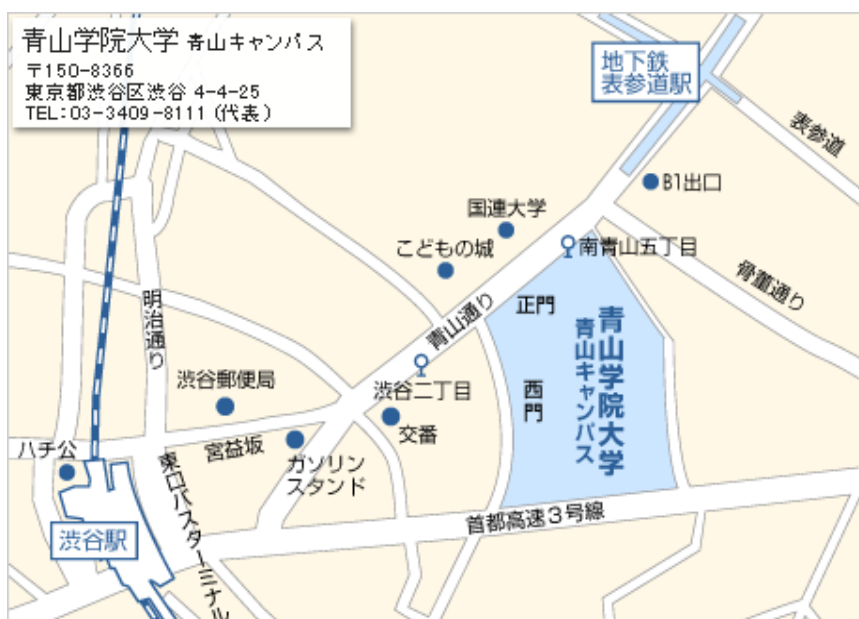 青山学院大学 青山キャンパス
〒150-8366
東京都渋谷区渋谷 4-4-25
TEL:03-3409-8111 (代表)
地下鉄
表参道駅
表参道
B1出口
国連大学
こどもの城
南青山五丁目
骨董通り
正門
青山通り
明治通り
青山学院大学
青山キャンパス
西門
渋谷郵便局
渋谷二丁目
交番
宮益坂
ハチ公
ガソリン
スタンド
東口バスターミナル
首都高速3号線
渋谷駅